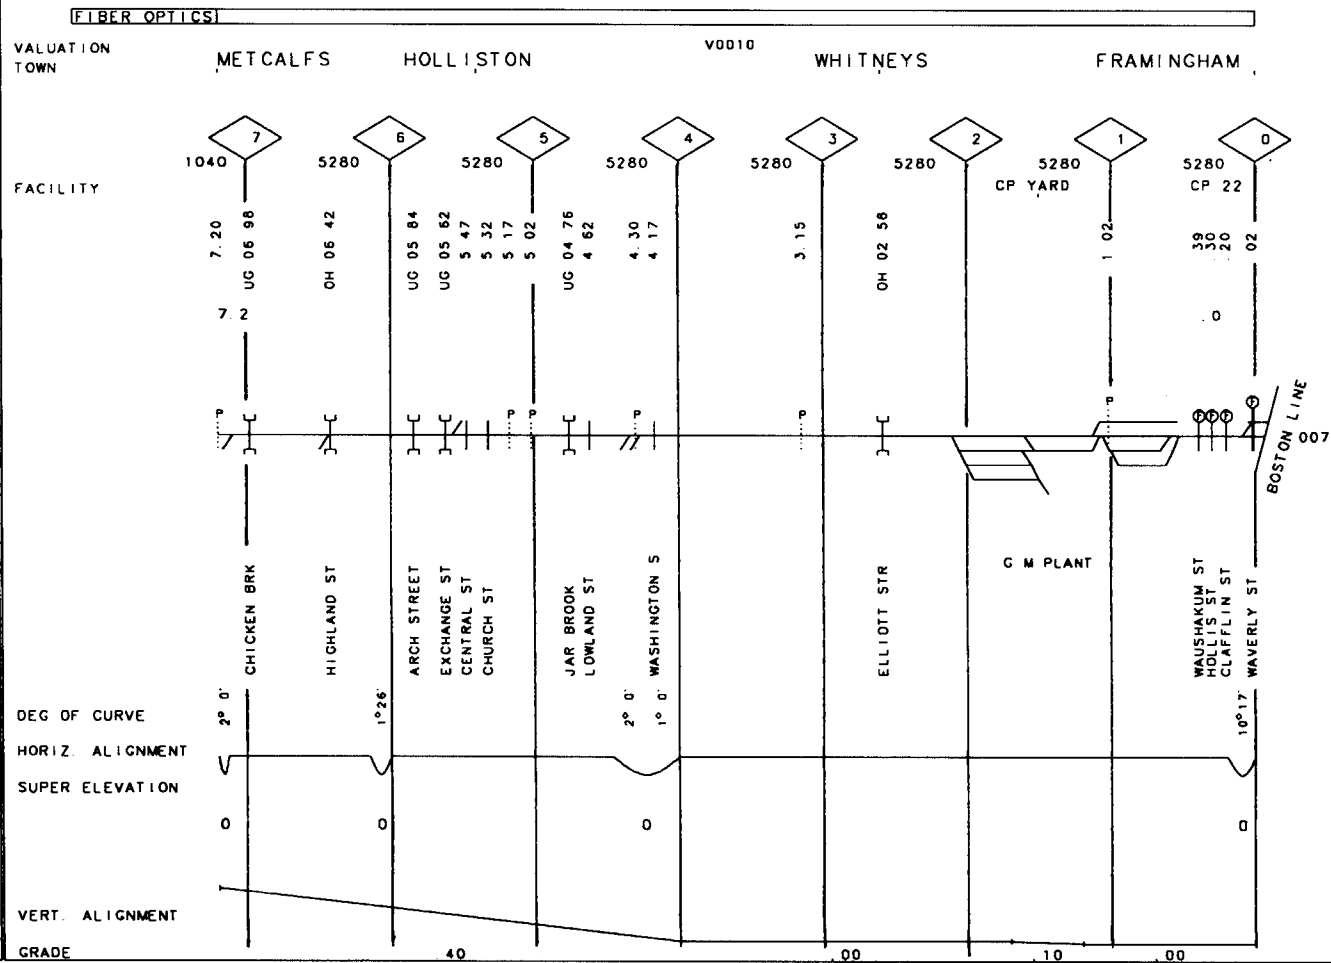 FIBER OPTICS
VALUATION V0010
TOWN METCALFS HOLLISTON WHITNEYS FRAMINGHAM
7 6 5 4 3 2 1 0
1040 5280 5280 5280 5280 5280 5280 5280
FACILITY CP YARD CP 22
7.20
UG 06 98
OH 06 42
UG 05 84
UG 05 62
5 47
5 32
5 17
5 02
UG 04 76
4 62
4.30
4 17
3.15
OH 02 58
1 02
39
30
20
02
7.2 .0
P P P P P P F F F F
BOSTON LINE
007
G M PLANT
CHICKEN BRK
HIGHLAND ST
ARCH STREET
EXCHANGE ST
CENTRAL ST
CHURCH ST
JAR BROOK
LOWLAND ST
WASHINGTON S
ELLIOTT STR
WAUSHAKUM ST
HOLLIS ST
CLAFFLIN ST
WAVERLY ST
DEG OF CURVE 2° 0' 1°26' 2° 0' 1° 0' 10°17'
HORIZ. ALIGNMENT
SUPER ELEVATION
0 0 0 0
VERT. ALIGNMENT
GRADE .40 .00 .10 .00